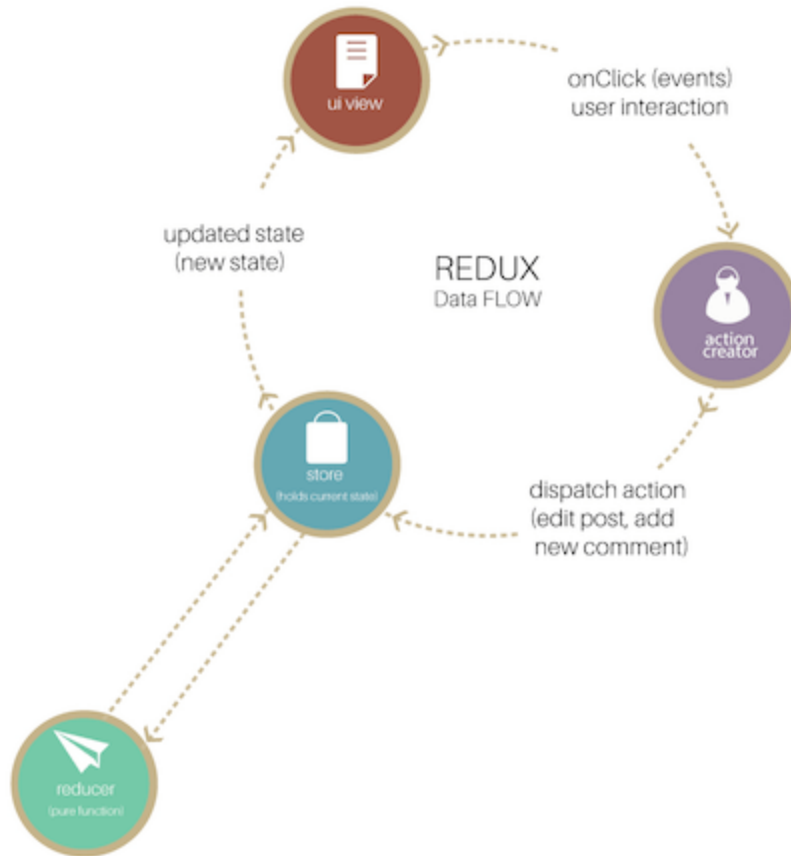 ui view
onClick (events)
user interaction
updated state
(new state)
REDUX
Data FLOW
action
creator
store
(holds current state)
dispatch action
(edit post, add
new comment)
reducer
(pure function)